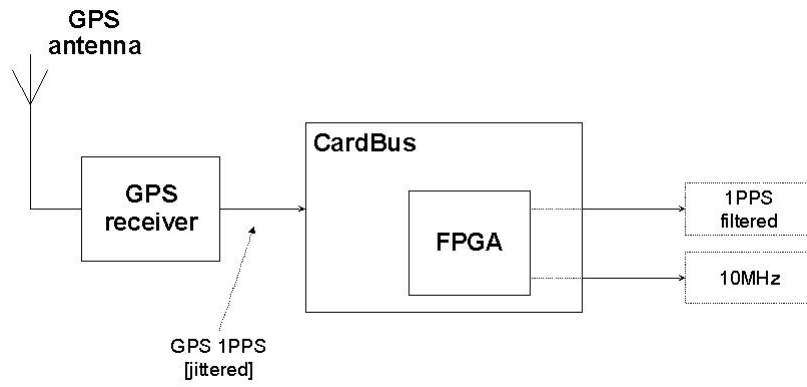 GPS
antenna
CardBus
GPS
receiver
FPGA
1PPS
filtered
10MHz
GPS 1PPS
[jittered]